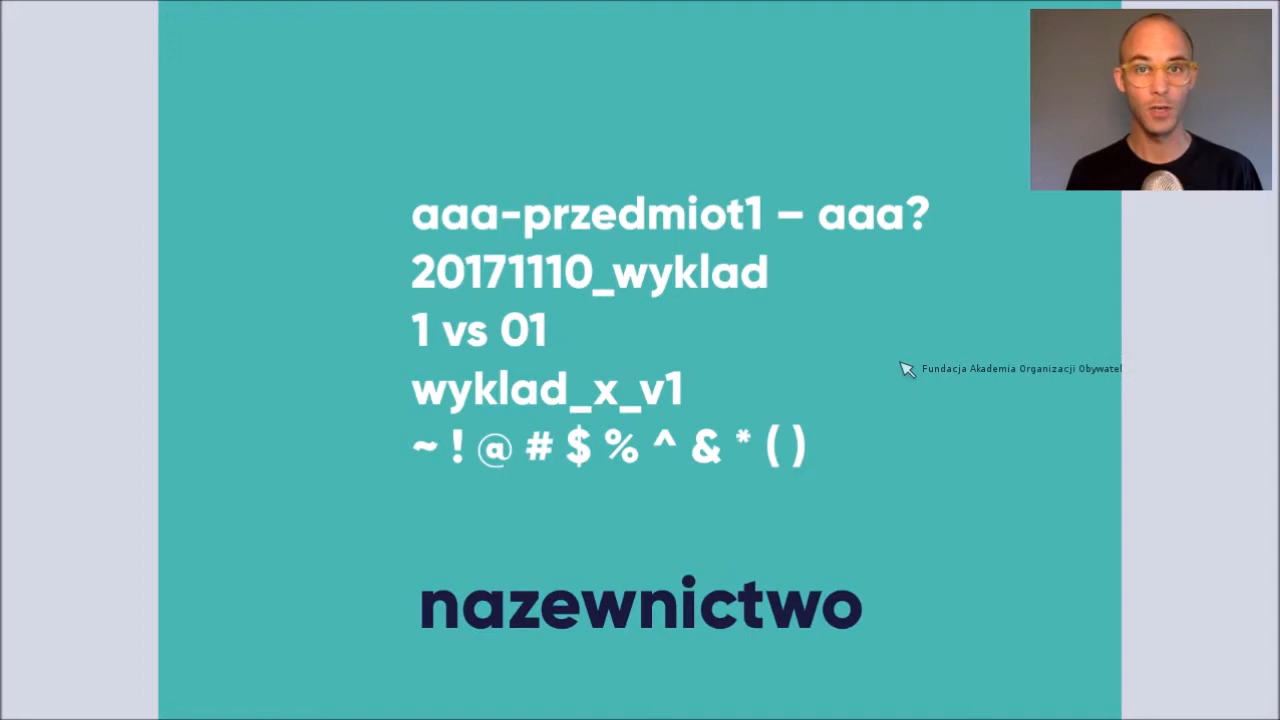 aaa-przedmiot1 – aaa?
20171110_wyklad
1 vs 01
Fundacja Akademia Organizacji Obywatel
wyklad_x_v1
~ ! @ # $ % ^ & * ( )
nazewnictwo